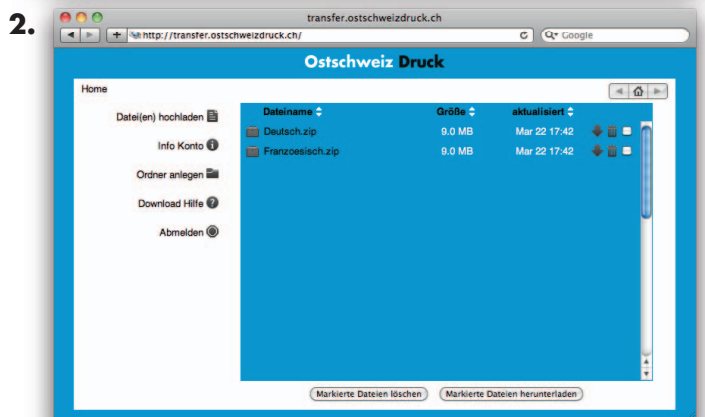 2.
transfer.ostschweizdruck.ch
http://transfer.ostschweizdruck.ch/
Google
Ostschweiz Druck
Home
Datei(en) hochladen
Info Konto
Ordner anlegen
Download Hilfe
Abmelden
Dateiname Größe aktualisiert
Deutsch.zip 9.0 MB Mar 22 17:42
Franzoesisch.zip 9.0 MB Mar 22 17:42
Markierte Dateien löschen Markierte Dateien herunterladen